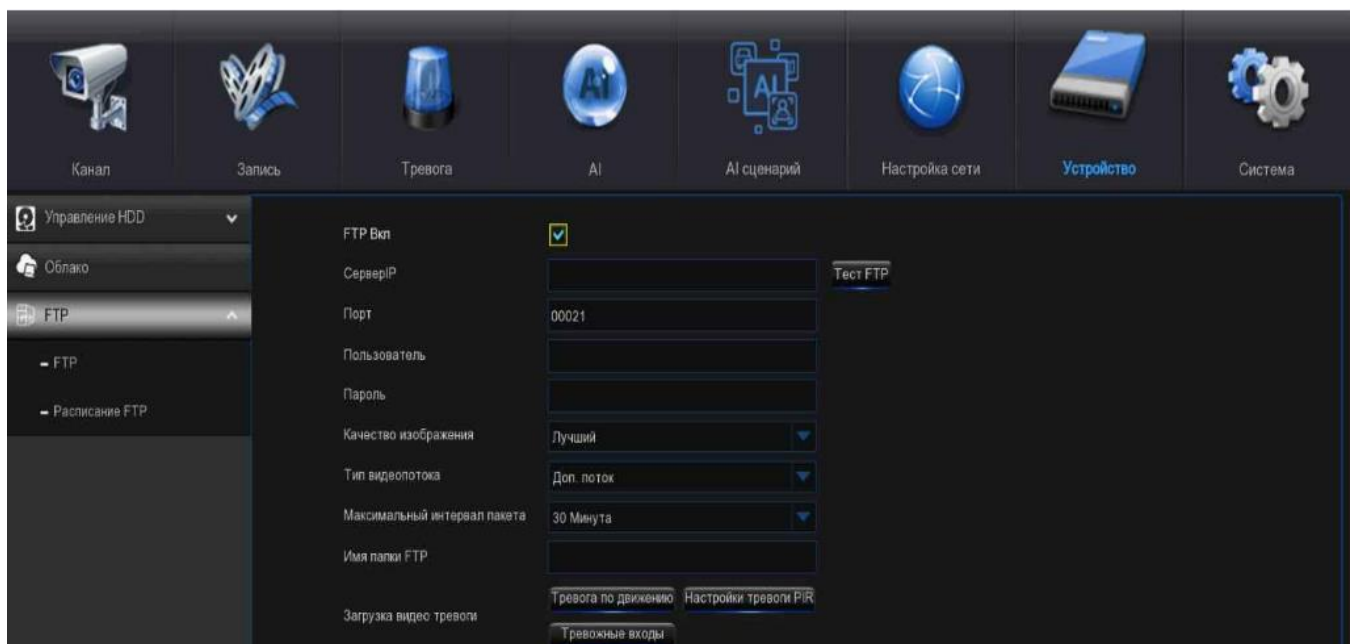 Канал Запись Тревога AI AI сценарий Настройка сети Устройство Система
Управление HDD
Облако
FTP
– FTP
– Расписание FTP
FTP Вкл
СерверIP Тест FTP
Порт 00021
Пользователь
Пароль
Качество изображения Лучший
Тип видеопотока Доп. поток
Максимальный интервал пакета 30 Минута
Имя папки FTP
Загрузка видео тревоги Тревога по движению Настройки тревоги PIR
Тревожные входы